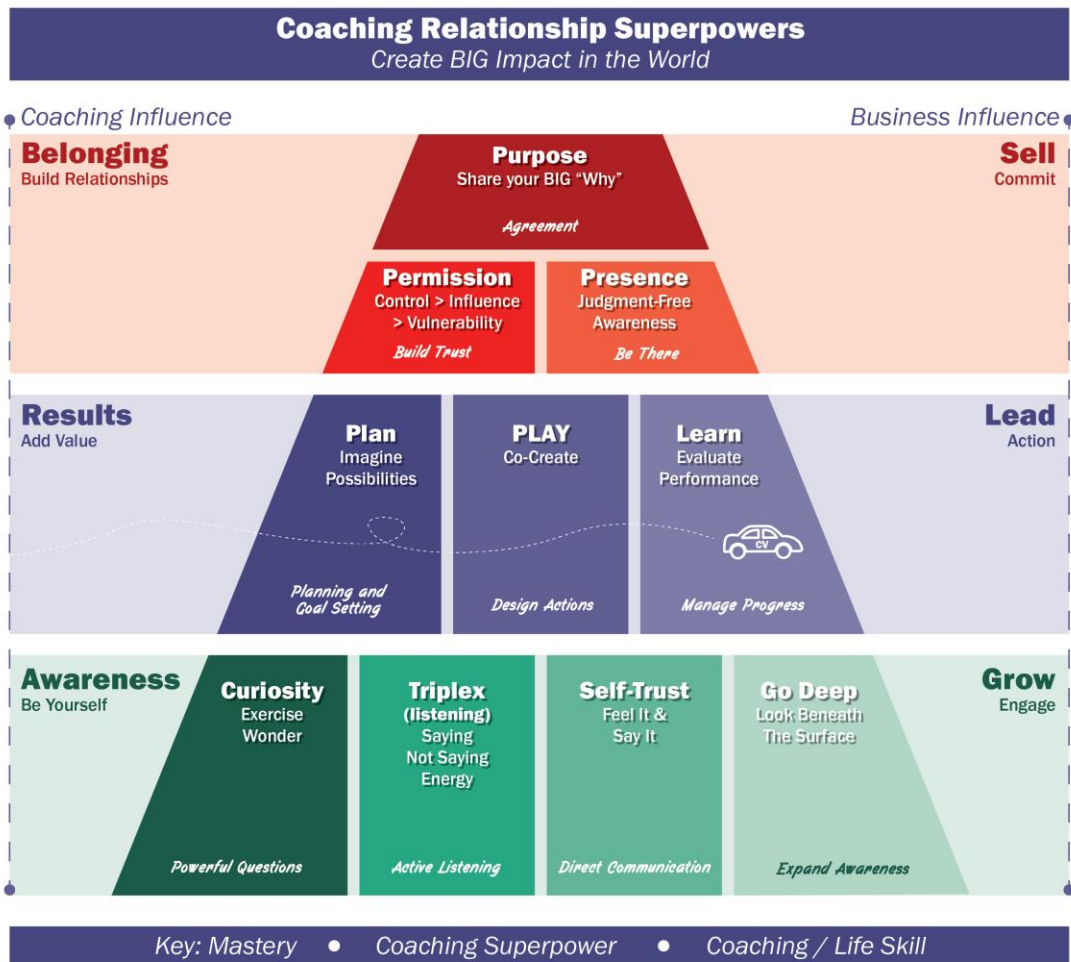 Coaching Relationship Superpowers
Create BIG Impact in the World
Coaching Influence
Business Influence
Belonging
Build Relationships
Purpose
Share your BIG “Why”
Agreement
Sell
Commit
Permission
Control > Influence
> Vulnerability
Build Trust
Presence
Judgment-Free
Awareness
Be There
Results
Add Value
Plan
Imagine
Possibilities
Planning and
Goal Setting
PLAY
Co-Create
Design Actions
Learn
Evaluate
Performance
CV
Manage Progress
Lead
Action
Awareness
Be Yourself
Curiosity
Exercise
Wonder
Powerful Questions
Triplex
(listening)
Saying
Not Saying
Energy
Active Listening
Self-Trust
Feel It &
Say It
Direct Communication
Go Deep
Look Beneath
The Surface
Expand Awareness
Grow
Engage
Key: Mastery • Coaching Superpower • Coaching / Life Skill